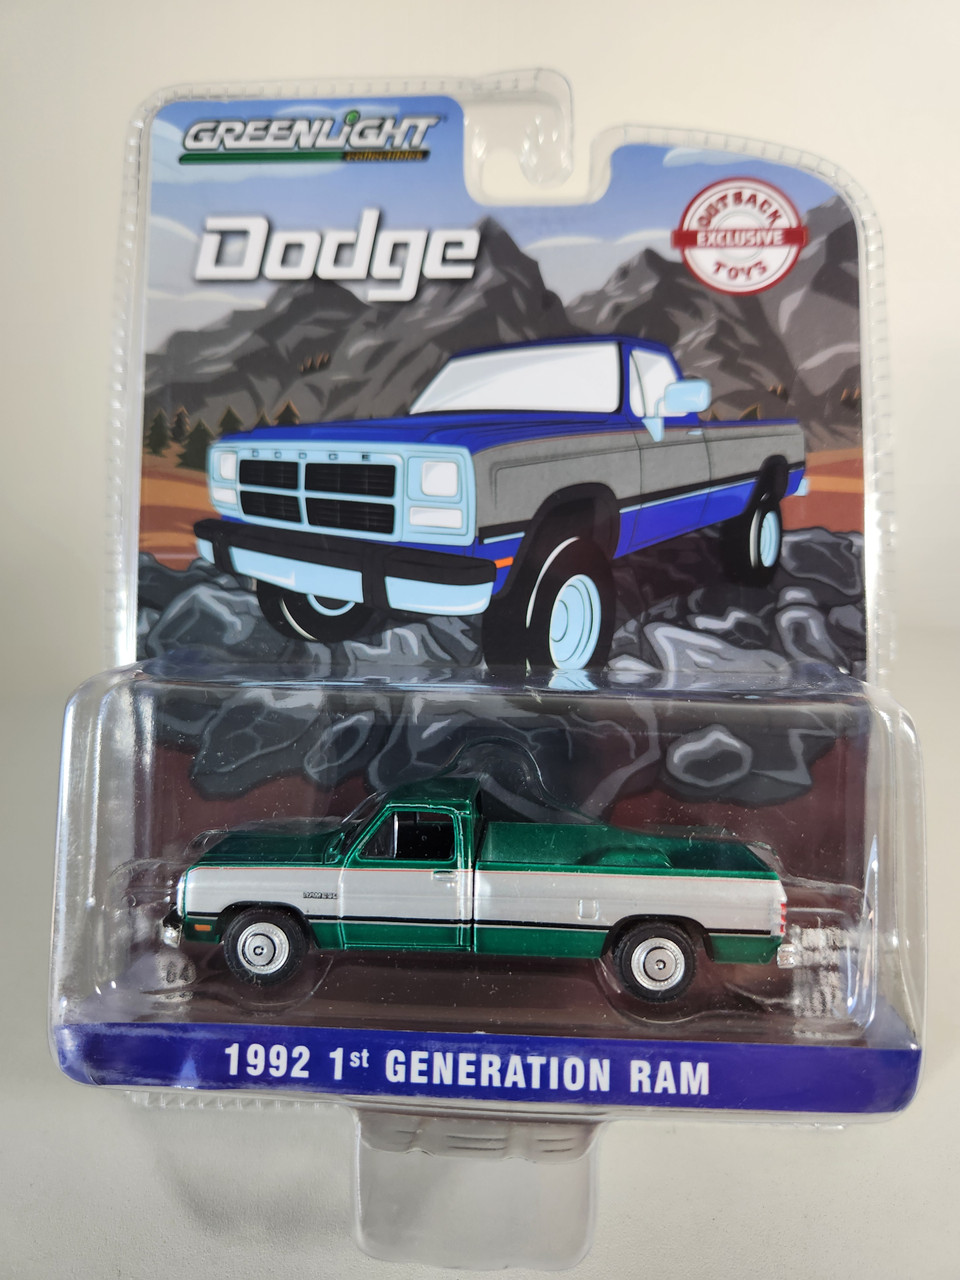 GREENLiGHT
collectibles
Dodge
OUTBACK
EXCLUSIVE
TOYS
DODGE
1992 1st GENERATION RAM